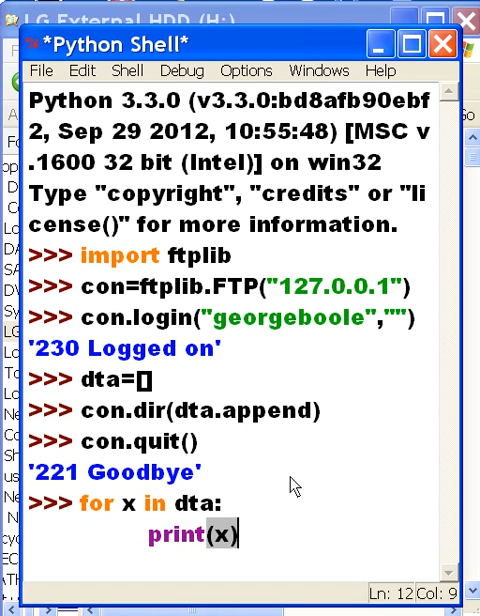 LG External HDD (H:)
*Python Shell*
File Edit Shell Debug Options Windows Help
Python 3.3.0 (v3.3.0:bd8afb90ebf
2, Sep 29 2012, 10:55:48) [MSC v
.1600 32 bit (Intel)] on win32
Type "copyright", "credits" or "li
cense()" for more information.
>>> import ftplib
>>> con=ftplib.FTP("127.0.0.1")
>>> con.login("georgeboole","")
'230 Logged on'
>>> dta=[]
>>> con.dir(dta.append)
>>> con.quit()
'221 Goodbye'
>>> for x in dta:
print(x)
Ln: 12 Col: 9